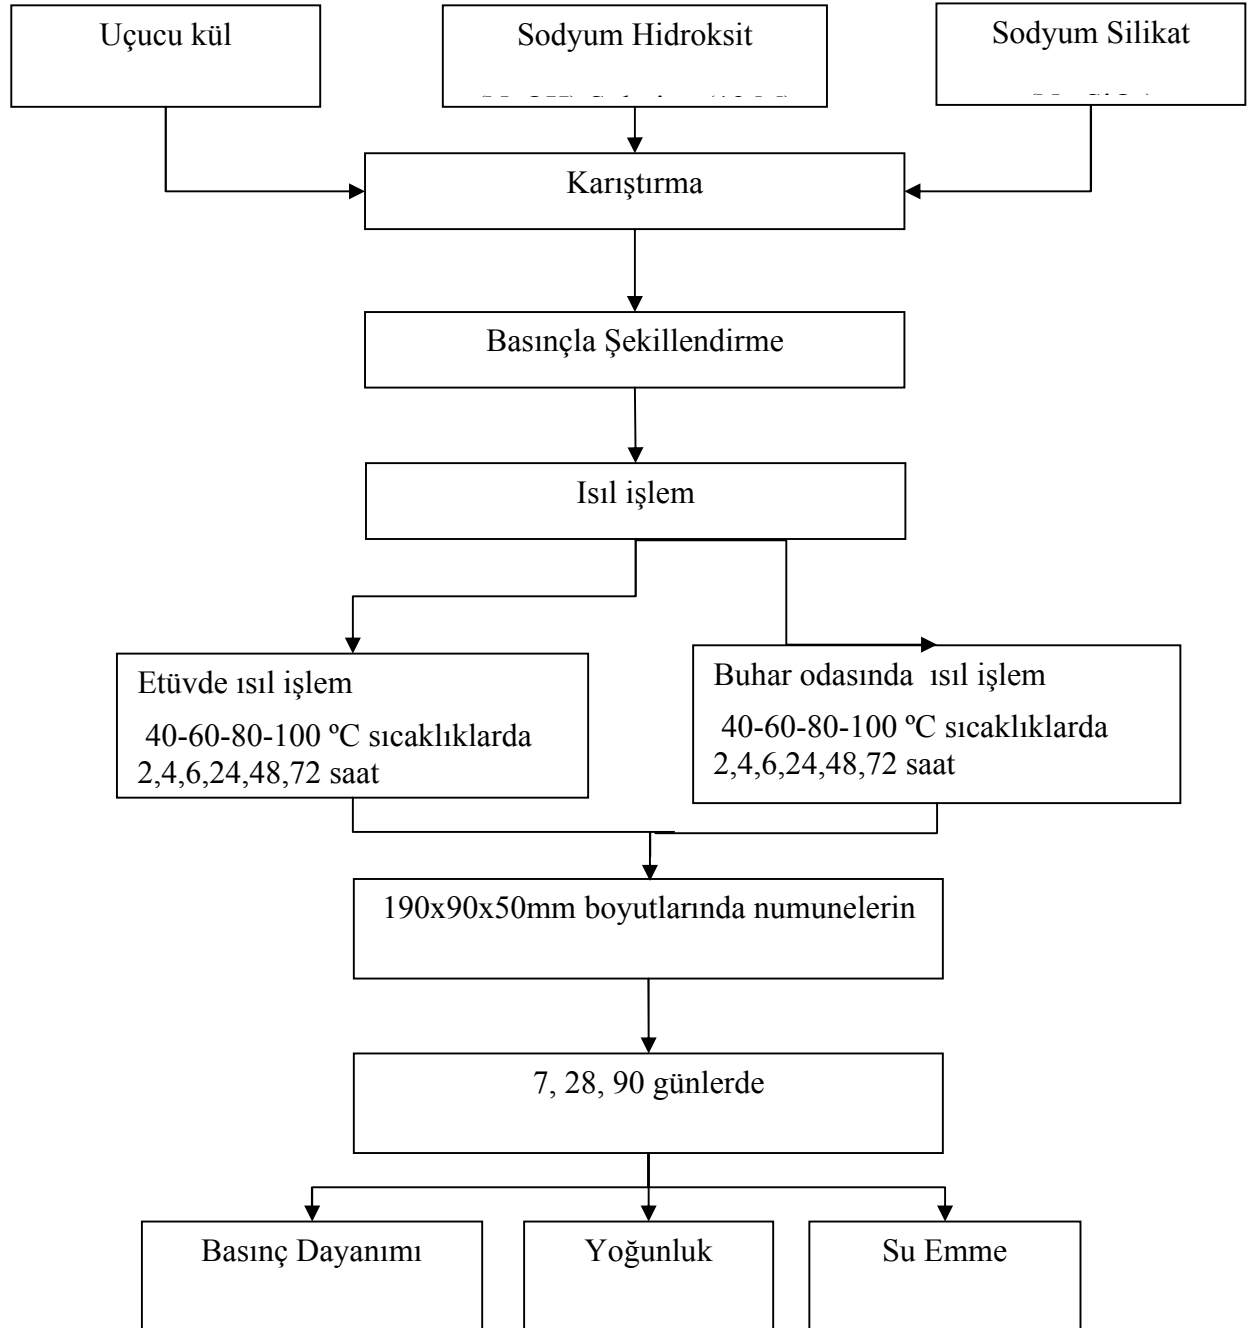 Uçucu kül
Sodyum Hidroksit
Sodyum Silikat
Karıştırma
Basınçla Şekillendirme
Isıl işlem
Etüvde ısıl işlem
40-60-80-100 ºC sıcaklıklarda
2,4,6,24,48,72 saat
Buhar odasında ısıl işlem
40-60-80-100 ºC sıcaklıklarda
2,4,6,24,48,72 saat
190x90x50mm boyutlarında numunelerin
7, 28, 90 günlerde
Basınç Dayanımı
Yoğunluk
Su Emme